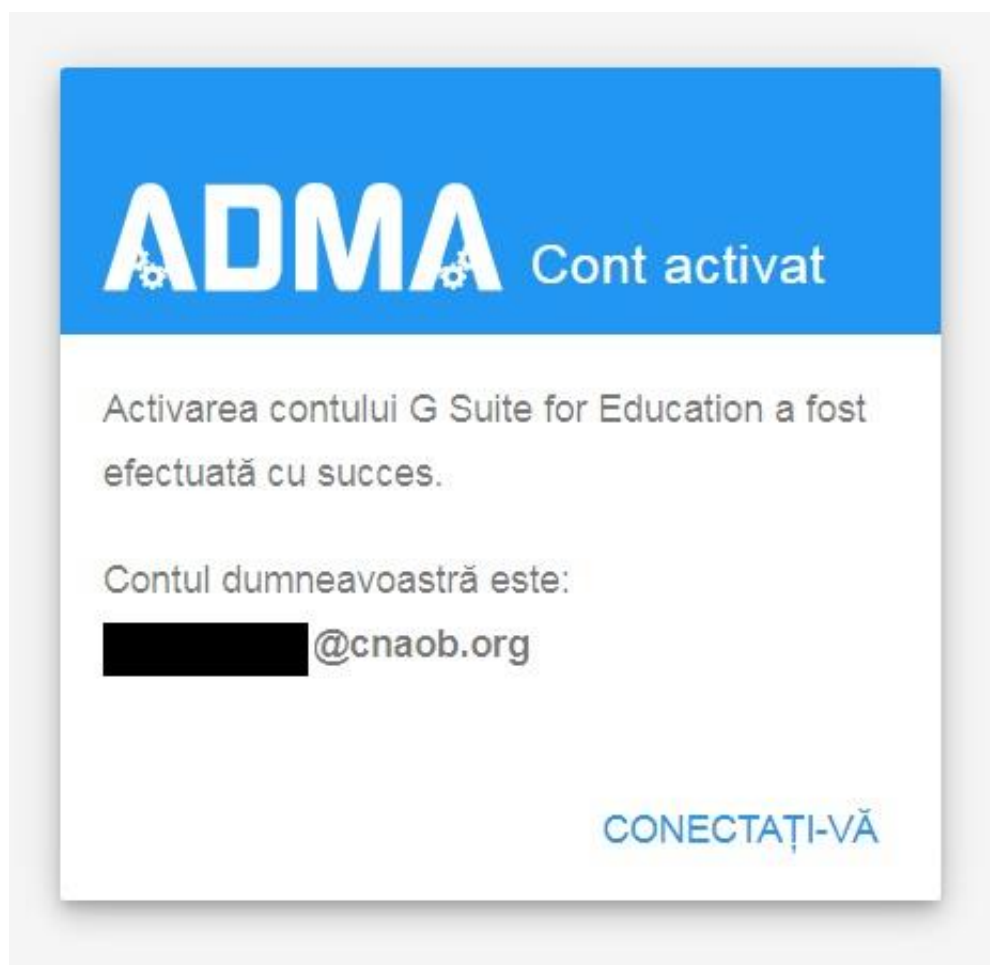 ADMA Cont activat
Activarea contului G Suite for Education a fost
efectuată cu succes.
Contul dumneavoastră este:
@cnaob.org
CONECTAȚI-VĂ